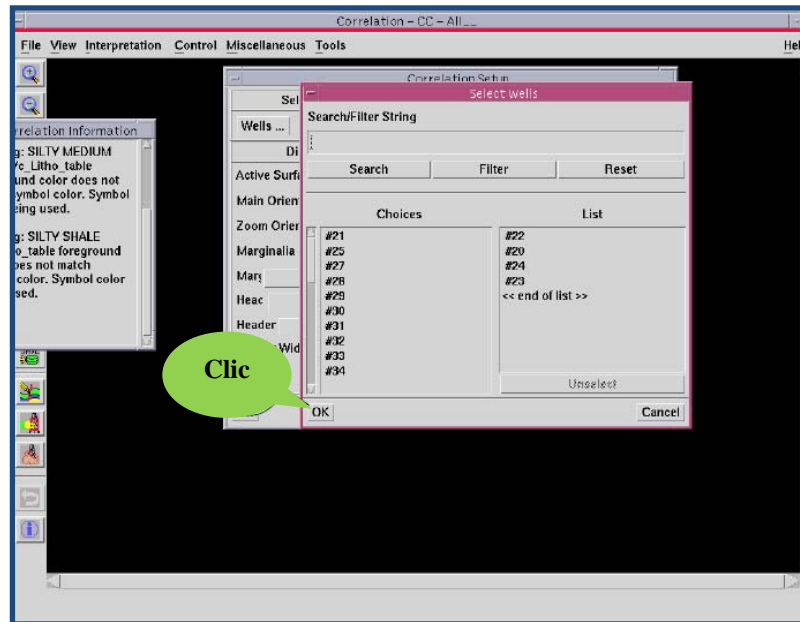 Correlation - CC - All__
File View Interpretation Control Miscellaneous Tools Hel
Correlation Setup
Select wells
Sel
Search/Filter String
Wells ...
Search Filter Reset
Di
Active Surf
Main Orien
Zoom Orien
Marginalia
Marg
Head
Header
Wid
Choices
#21
#25
#27
#28
#29
#30
#31
#32
#33
#34
List
#22
#20
#24
#23
<< end of list >>
Unselect
OK Cancel
rrelation Information
g: SILTY MEDIUM
/c_Litho_table
und color does not
ymbol color. Symbol
eing used.
g: SILTY SHALE
o_table foreground
oes not match
color. Symbol color
sed.
Clic